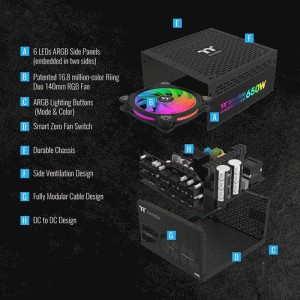 A 6 LEDs ARGB Side Panels
(embedded in two sides)
B Patented 16.8 million-color Riing
Duo 140mm RGB Fan
C ARGB Lighting Buttons
(Mode & Color)
D Smart Zero Fan Switch
E Durable Chassis
F Side Ventilation Design
G Fully Modular Cable Design
H DC to DC Design
E
F
650W
B
A
H
G
D
C